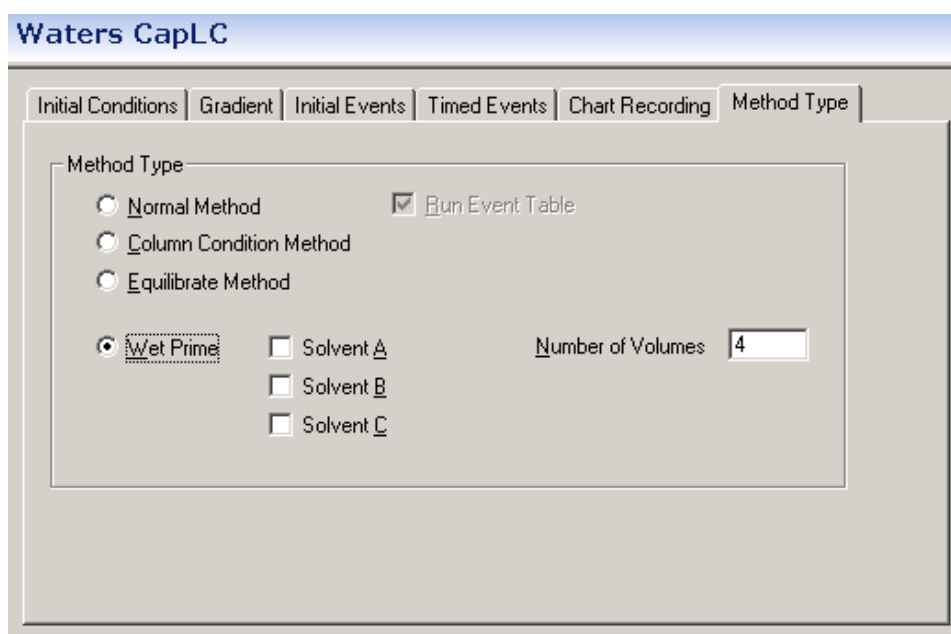 Waters CapLC
Initial Conditions Gradient Initial Events Timed Events Chart Recording Method Type
Method Type
Normal Method Run Event Table
Column Condition Method
Equilibrate Method
Wet Prime Solvent A Number of Volumes 4
Solvent B
Solvent C